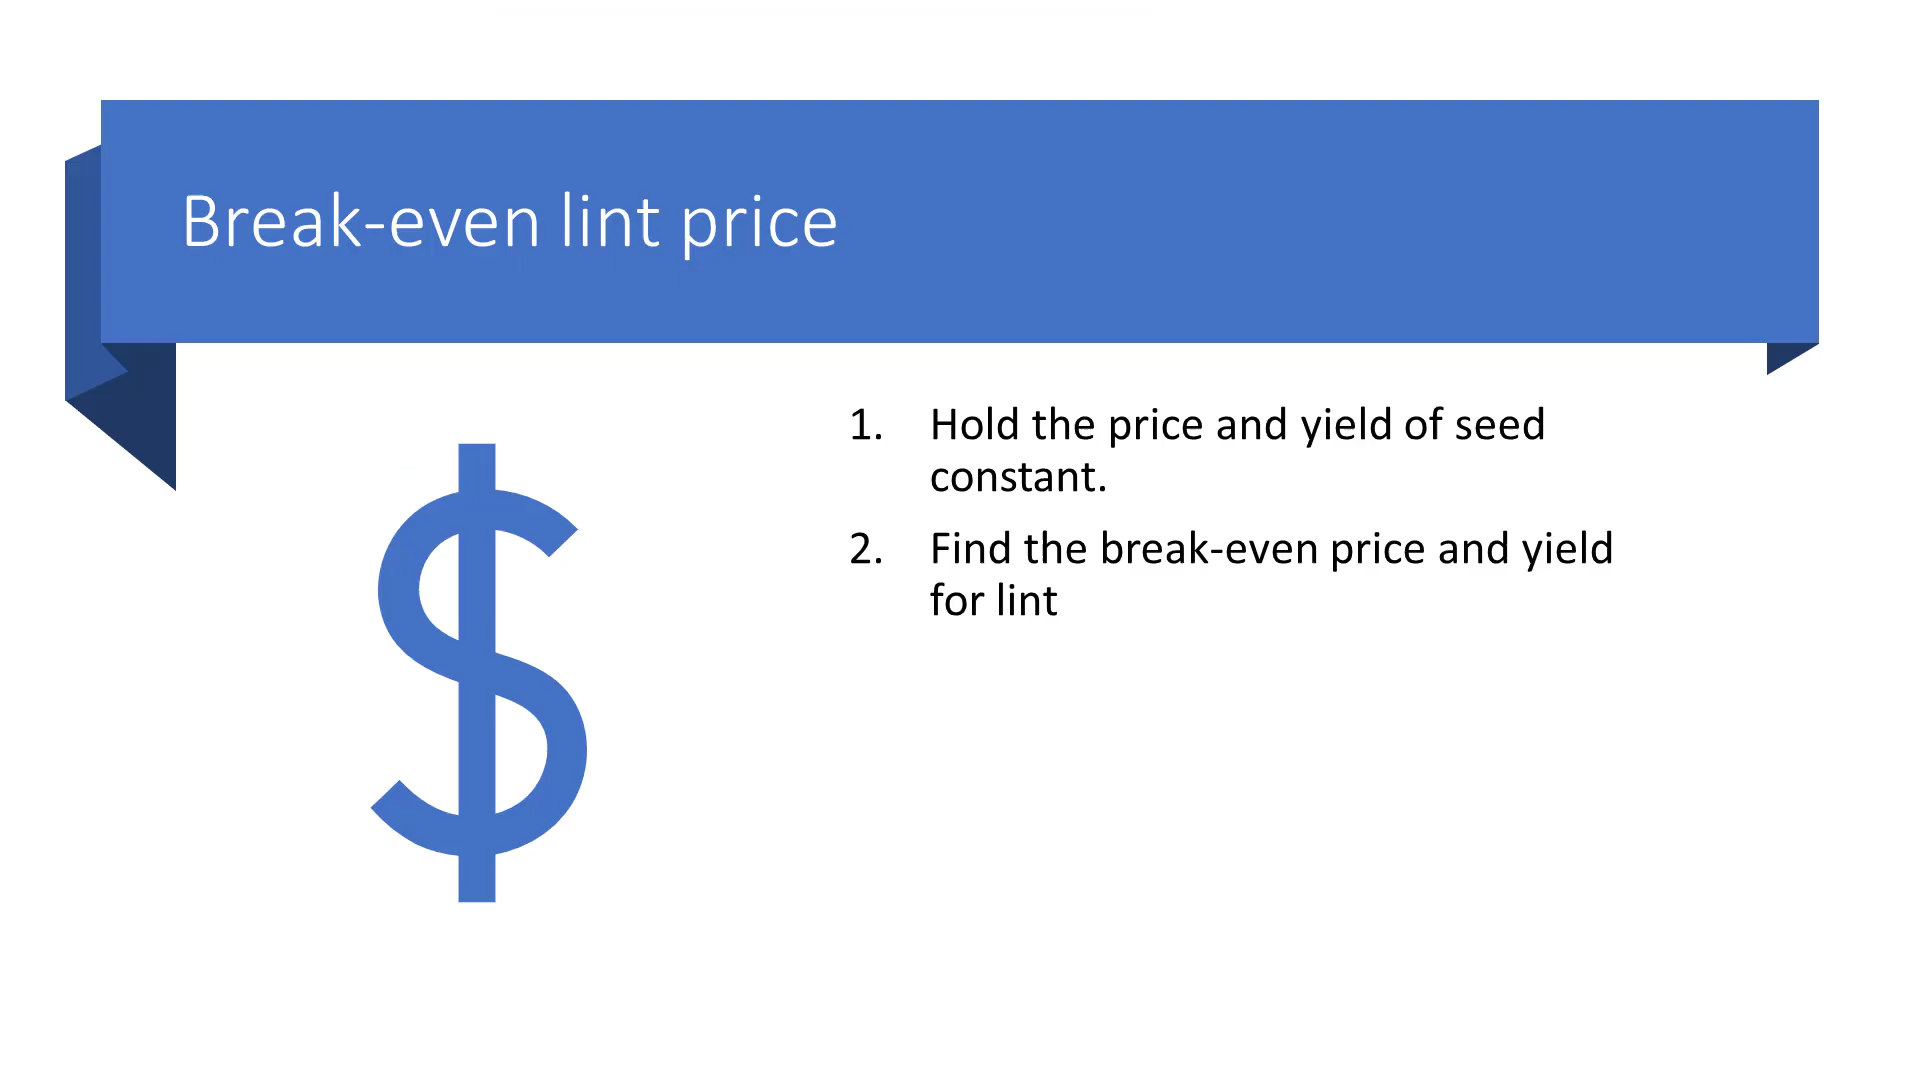 Break-even lint price
1. Hold the price and yield of seed
constant.
2. Find the break-even price and yield
for lint